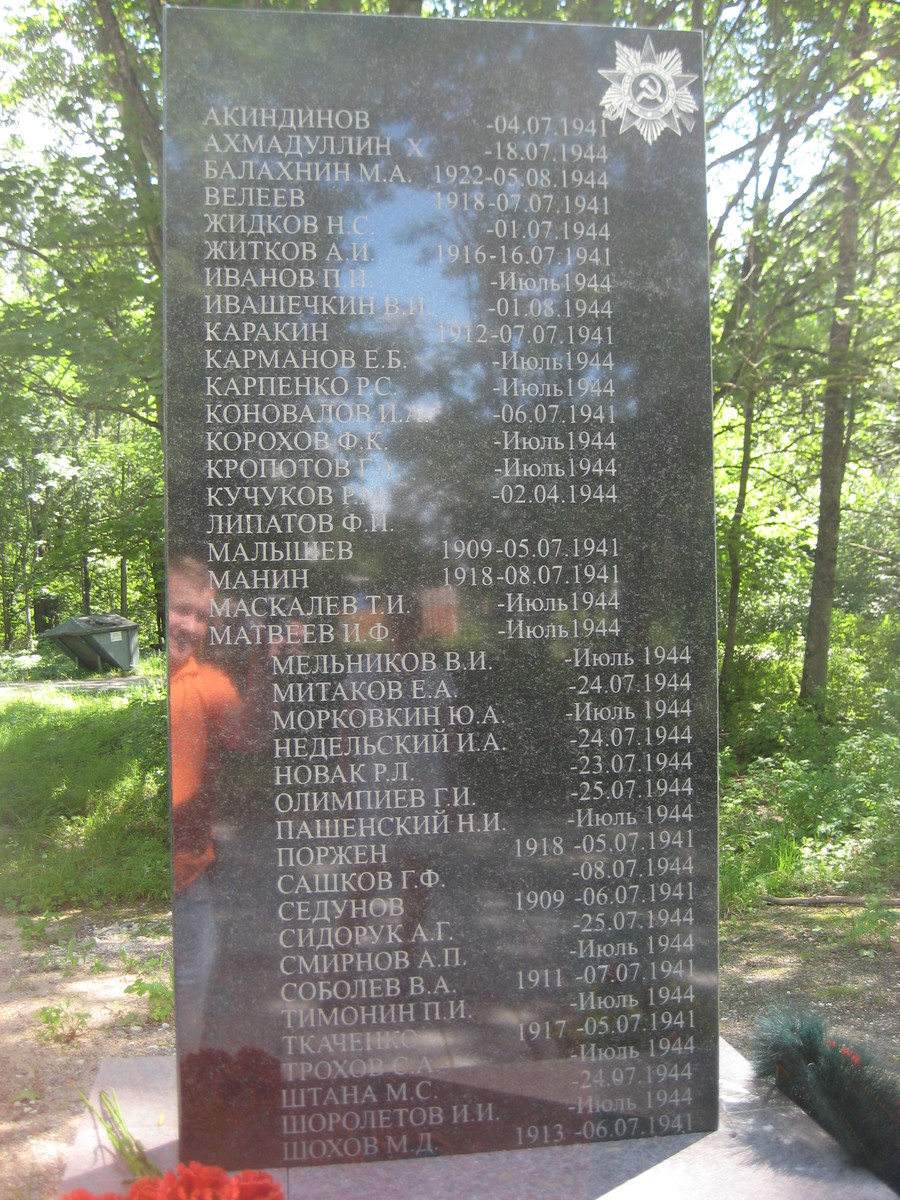 АКИНДИНОВ -04.07.1941
АХМАДУЛЛИН Х -18.07.1944
БАЛАХНИН М.А. 1922-05.08.1944
ВЕЛЕЕВ 1918-07.07.1941
ЖИДКОВ Н.С. -01.07.1944
ЖИТКОВ А.И. 1916-16.07.1941
ИВАНОВ П.И. -Июль1944
ИВАШЕЧКИН В.И. -01.08.1944
КАРАКИН 1912-07.07.1941
КАРМАНОВ Е.Б. -Июль1944
КАРПЕНКО Р.С. -Июль1944
КОНОВАЛОВ И.А. -06.07.1941
КОРОХОВ Ф.К. -Июль1944
КРОПОТОВ -Июль1944
КУЧУКОВ Р.М. -02.04.1944
ЛИПАТОВ Ф.И.
МАЛЫШЕВ 1909-05.07.1941
МАНИН 1918-08.07.1941
МАСКАЛЕВ Т.И. -Июль1944
МАТВЕЕВ И.Ф. -Июль1944
МЕЛЬНИКОВ В.И. -Июль 1944
МИТАКОВ Е.А. -24.07.1944
МОРКОВКИН Ю.А. -Июль 1944
НЕДЕЛЬСКИЙ И.А. -24.07.1944
НОВАК Р.Л. -23.07.1944
ОЛИМПИЕВ Г.И. -25.07.1944
ПАШЕНСКИЙ Н.И. -Июль 1944
ПОРЖЕН 1918 -05.07.1941
САШКОВ Г.Ф. -08.07.1944
СЕДУНОВ 1909 -06.07.1941
СИДОРУК А.Г. -25.07.1944
СМИРНОВ А.П. -Июль 1944
СОБОЛЕВ В.А. 1911 -07.07.1941
ТИМОНИН П.И. -Июль 1944
ТКАЧЕНКО 1917 -05.07.1941
ТРОХОВ С.А. -Июль 1944
ШТАНА М.С. -24.07.1944
ШОРОЛЕТОВ И.И. -Июль 1944
ШОХОВ М.Д. 1913 -06.07.1941